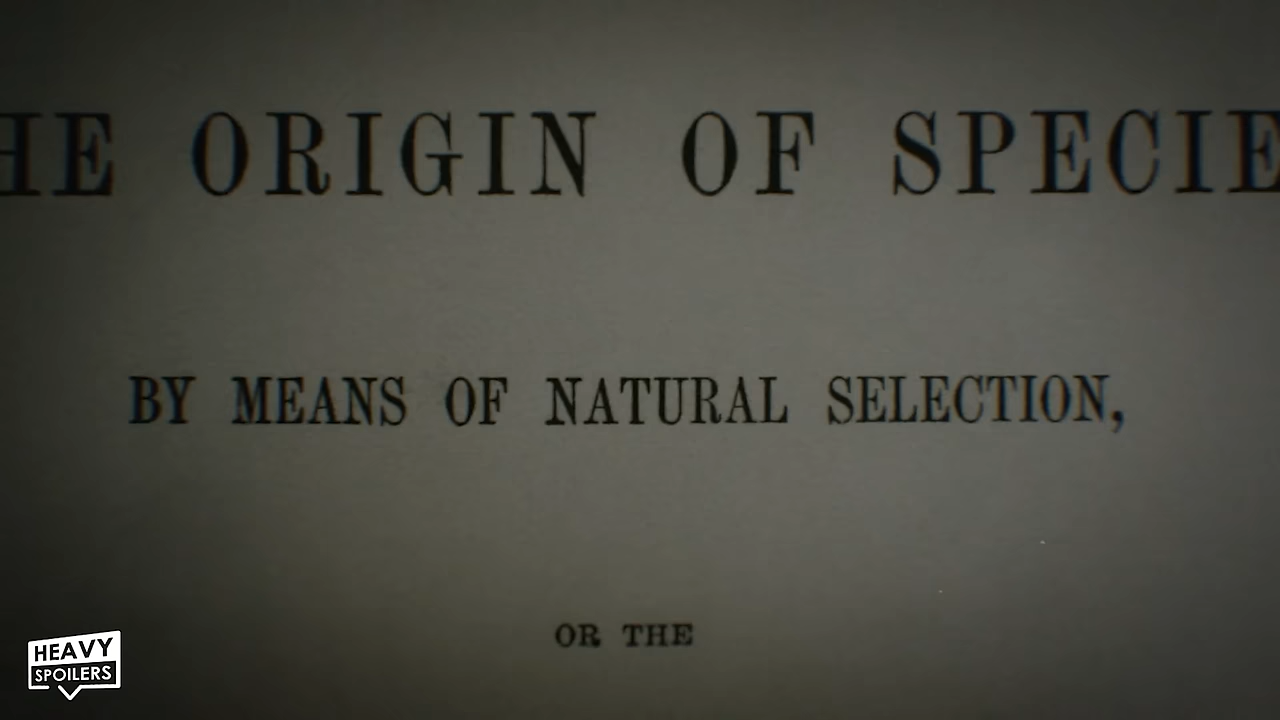 HE ORIGIN OF SPECIE
BY MEANS OF NATURAL SELECTION,
OR THE
HEAVY
SPOILERS